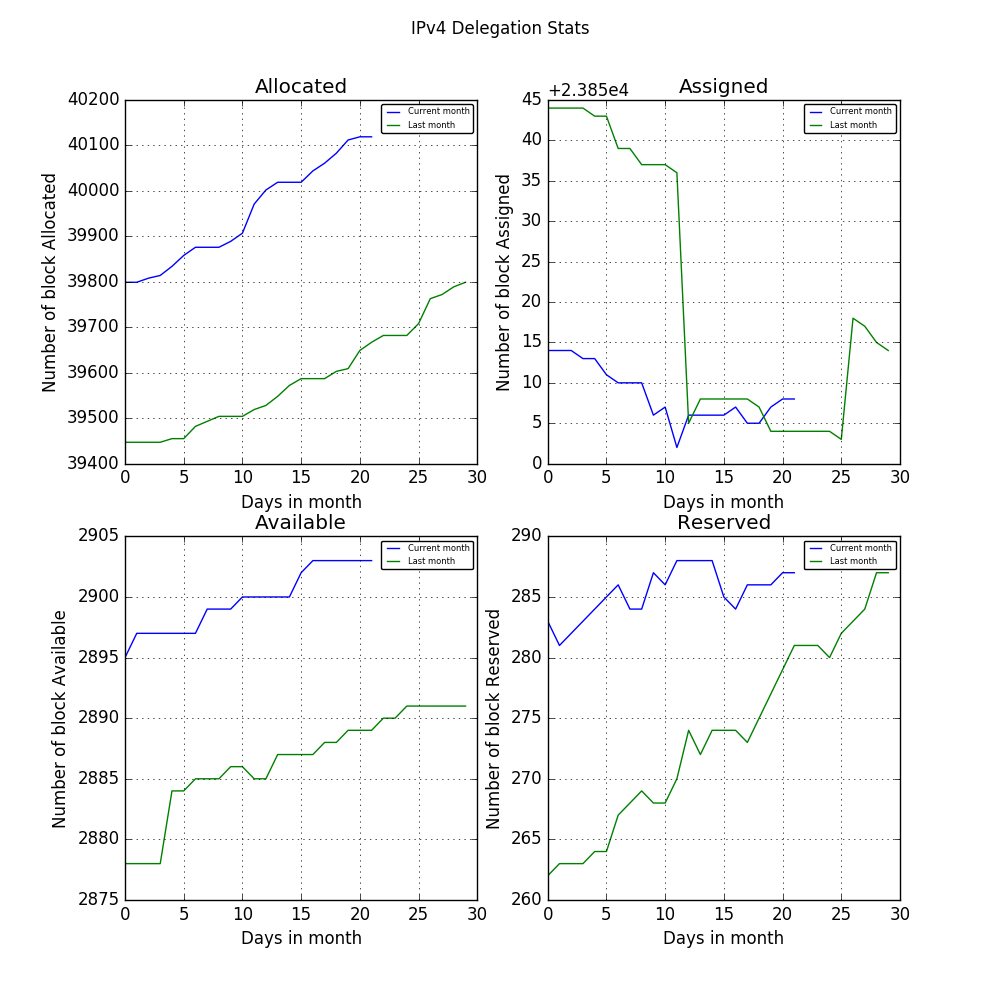 IPv4 Delegation Stats
Allocated
Number of block Allocated
40200
40100
40000
39900
39800
39700
39600
39500
39400
Current month
Last month
0 5 10 15 20 25 30
Days in month
+2.385e4
Assigned
Number of block Assigned
45
40
35
30
25
20
15
10
5
0
Current month
Last month
0 5 10 15 20 25 30
Days in month
Available
Number of block Available
2905
2900
2895
2890
2885
2880
2875
Current month
Last month
0 5 10 15 20 25 30
Days in month
Reserved
Number of block Reserved
290
285
280
275
270
265
260
Current month
Last month
0 5 10 15 20 25 30
Days in month